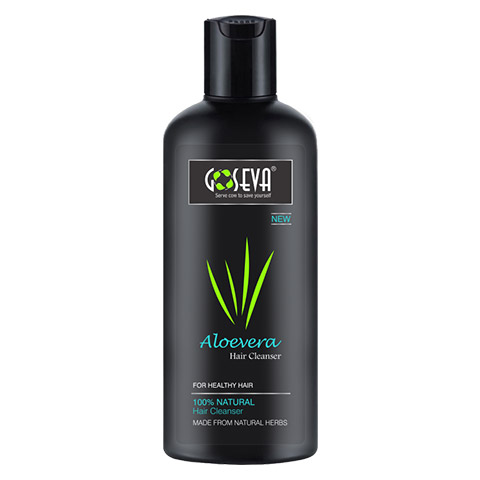 GOSEVA®
Serve cow to save yourself
NEW
Aloevera
Hair Cleanser
FOR HEALTHY HAIR
100% NATURAL
Hair Cleanser
MADE FROM NATURAL HERBS